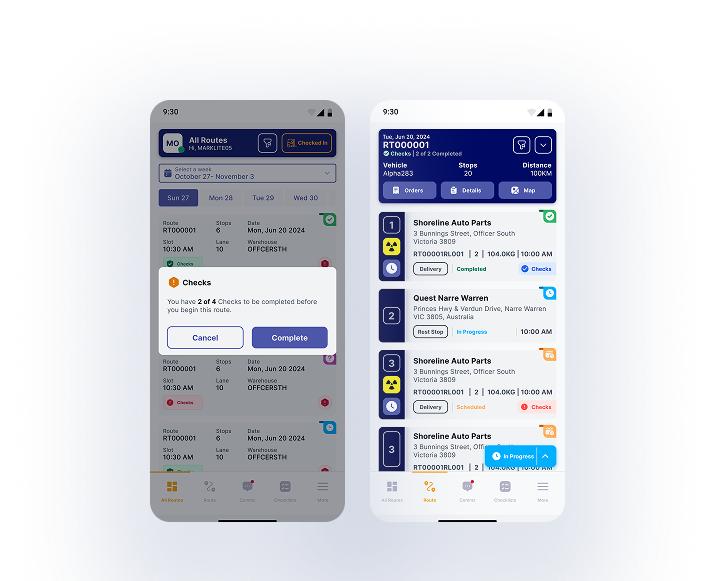 9:30
MO
All Routes
Hi, MARKLITE05
Checked In
Select a week
October 27- November 3
Sun 27
Mon 28
Tue 29
Wed 30
Route
Stops
Date
RT000001
6
Mon, Jun 20 2024
Slot
Lane
Warehouse
10:30 AM
10
OFFCERSTH
Checks
Checks
You have 2 of 4 Checks to be completed before
you begin this route.
Cancel
Complete
Route
Stops
Date
RT000001
6
Mon, Jun 20 2024
Slot
Lane
Warehouse
10:30 AM
10
OFFCERSTH
Checks
Route
Stops
Date
RT000001
6
Mon, Jun 20 2024
Slot
Lane
Warehouse
10:30 AM
10
OFFCERSTH
Checks
All Routes
Route
Comms
Checklists
More
9:30
Tue, Jun 20, 2024
RT000001
Checks | 2 of 2 Completed
Vehicle
Stops
Distance
Alpha283
20
100KM
Orders
Details
Map
1
Shoreline Auto Parts
3 Bunnings Street, Officer South
Victoria 3809
RT00001RL001 | 2 | 104.0KG | 10:00 AM
Delivery
Completed
Checks
2
Quest Narre Warren
Princes Hwy & Verdun Drive, Narre Warren
VIC 3805, Australia
Rest Stop
In Progress
10:00 AM
3
Shoreline Auto Parts
3 Bunnings Street, Officer South
Victoria 3809
RT00001RL001 | 2 | 104.0KG | 10:00 AM
Delivery
Scheduled
Checks
3
Shoreline Auto Parts
3 Bunnings Street, Officer South
Victoria 3809
RT00001RL001 | 2 | 104.0KG | 10:00 AM
In Progress
All Routes
Route
Comms
Checklists
More